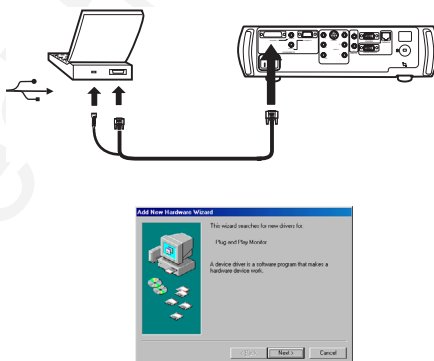 Add New Hardware Wizard
This wizard searches for new drivers for:
Plug and Play Monitor
A device driver is a software program that makes a
hardware device work.
< Back
Next >
Cancel